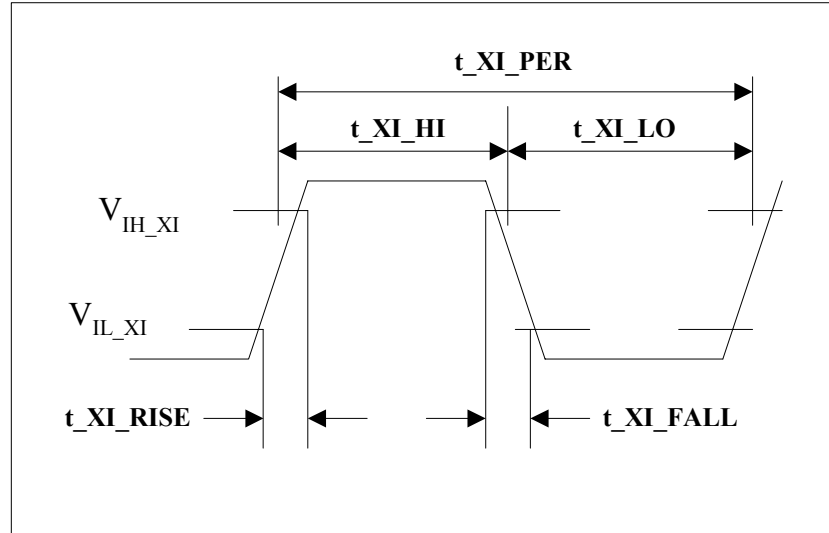 t_XI_PER
t_XI_HI t_XI_LO
V_IH_XI
V_IL_XI
t_XI_RISE t_XI_FALL